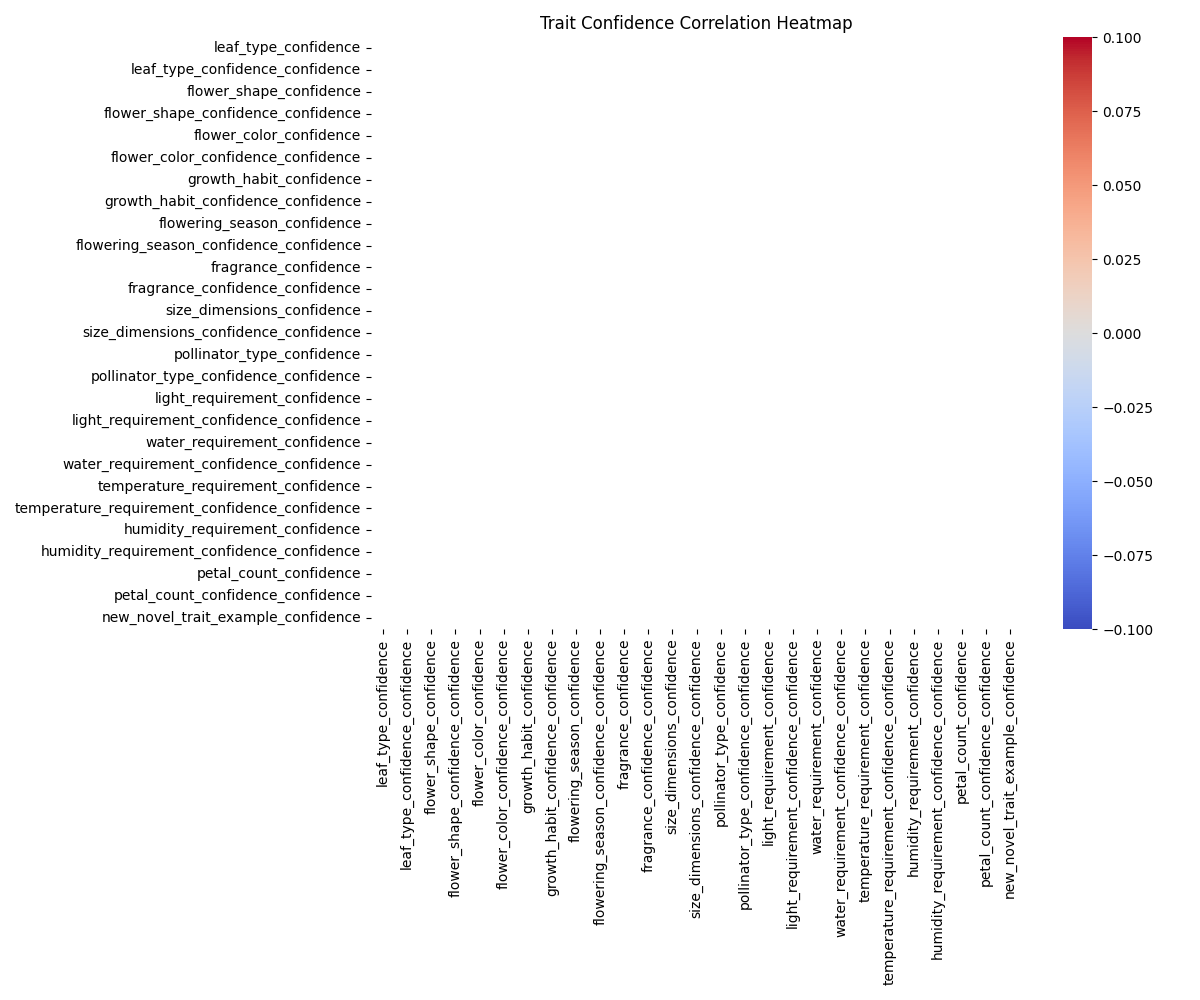 Trait Confidence Correlation Heatmap
leaf_type_confidence
leaf_type_confidence_confidence
flower_shape_confidence
flower_shape_confidence_confidence
flower_color_confidence
flower_color_confidence_confidence
growth_habit_confidence
growth_habit_confidence_confidence
flowering_season_confidence
flowering_season_confidence_confidence
fragrance_confidence
fragrance_confidence_confidence
size_dimensions_confidence
size_dimensions_confidence_confidence
pollinator_type_confidence
pollinator_type_confidence_confidence
light_requirement_confidence
light_requirement_confidence_confidence
water_requirement_confidence
water_requirement_confidence_confidence
temperature_requirement_confidence
temperature_requirement_confidence_confidence
humidity_requirement_confidence
humidity_requirement_confidence_confidence
petal_count_confidence
petal_count_confidence_confidence
new_novel_trait_example_confidence
leaf_type_confidence
leaf_type_confidence_confidence
flower_shape_confidence
flower_shape_confidence_confidence
flower_color_confidence
flower_color_confidence_confidence
growth_habit_confidence
growth_habit_confidence_confidence
flowering_season_confidence
flowering_season_confidence_confidence
fragrance_confidence
fragrance_confidence_confidence
size_dimensions_confidence
size_dimensions_confidence_confidence
pollinator_type_confidence
pollinator_type_confidence_confidence
light_requirement_confidence
light_requirement_confidence_confidence
water_requirement_confidence
water_requirement_confidence_confidence
temperature_requirement_confidence
temperature_requirement_confidence_confidence
humidity_requirement_confidence
humidity_requirement_confidence_confidence
petal_count_confidence
petal_count_confidence_confidence
new_novel_trait_example_confidence
0.100
0.075
0.050
0.025
0.000
−0.025
−0.050
−0.075
−0.100